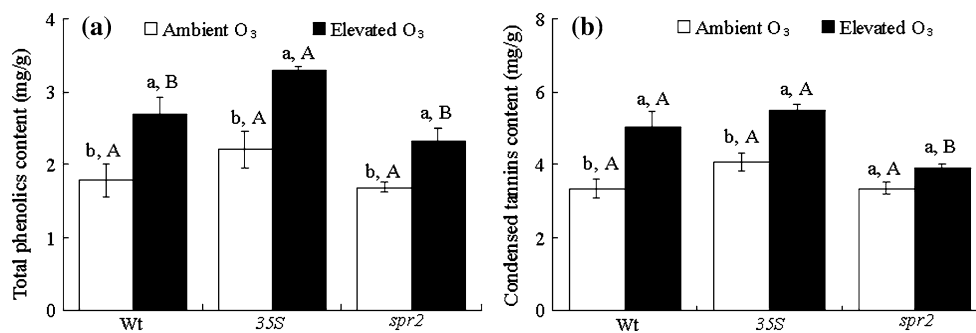 (a)
Ambient O₃
Elevated O₃
Total phenolics content (mg/g)
4
3
2
1
0
b, A
a, B
b, A
a, A
b, A
a, B
Wt
35S
spr2
(b)
Ambient O₃
Elevated O₃
Condensed tannins content (mg/g)
8
6
4
2
0
b, A
a, A
b, A
a, A
a, A
a, B
Wt
35S
spr2